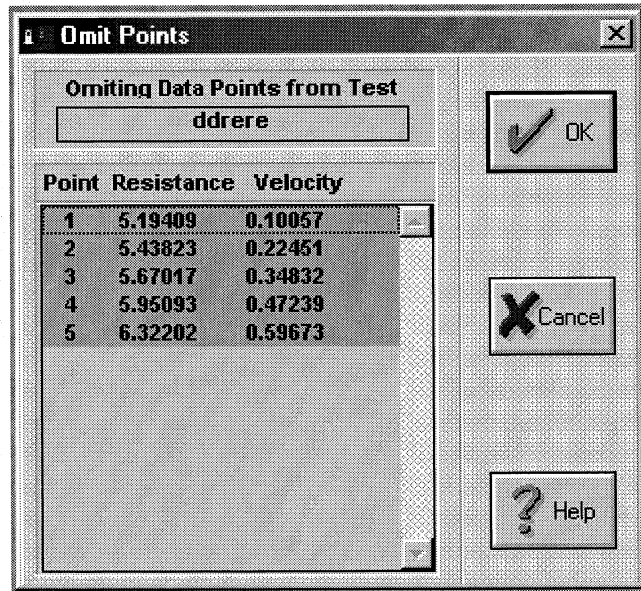 Omit Points
Omiting Data Points from Test
ddrere
Point Resistance Velocity
1 5.19409 0.10057
2 5.43823 0.22451
3 5.67017 0.34832
4 5.95093 0.47239
5 6.32202 0.59673
OK
Cancel
Help